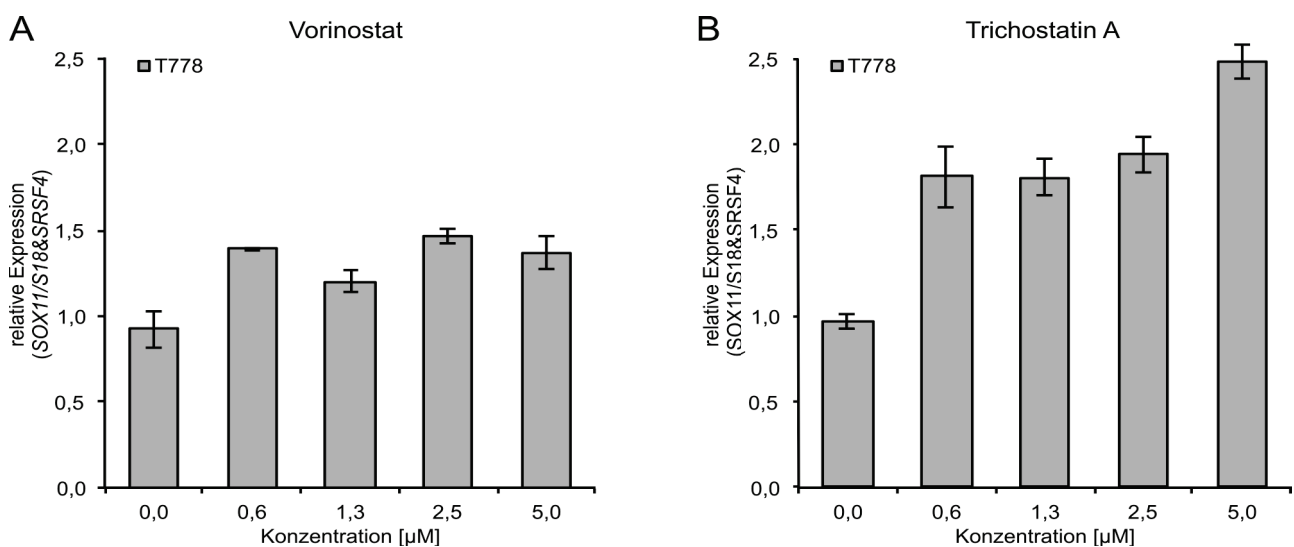 A
Vorinostat
T778
2,5
2,0
1,5
1,0
0,5
0,0
relative Expression
(SOX11/S18&SRSF4)
0,0 0,6 1,3 2,5 5,0
Konzentration [µM]
B
Trichostatin A
T778
2,5
2,0
1,5
1,0
0,5
0,0
relative Expression
(SOX11/S18&SRSF4)
0,0 0,6 1,3 2,5 5,0
Konzentration [µM]